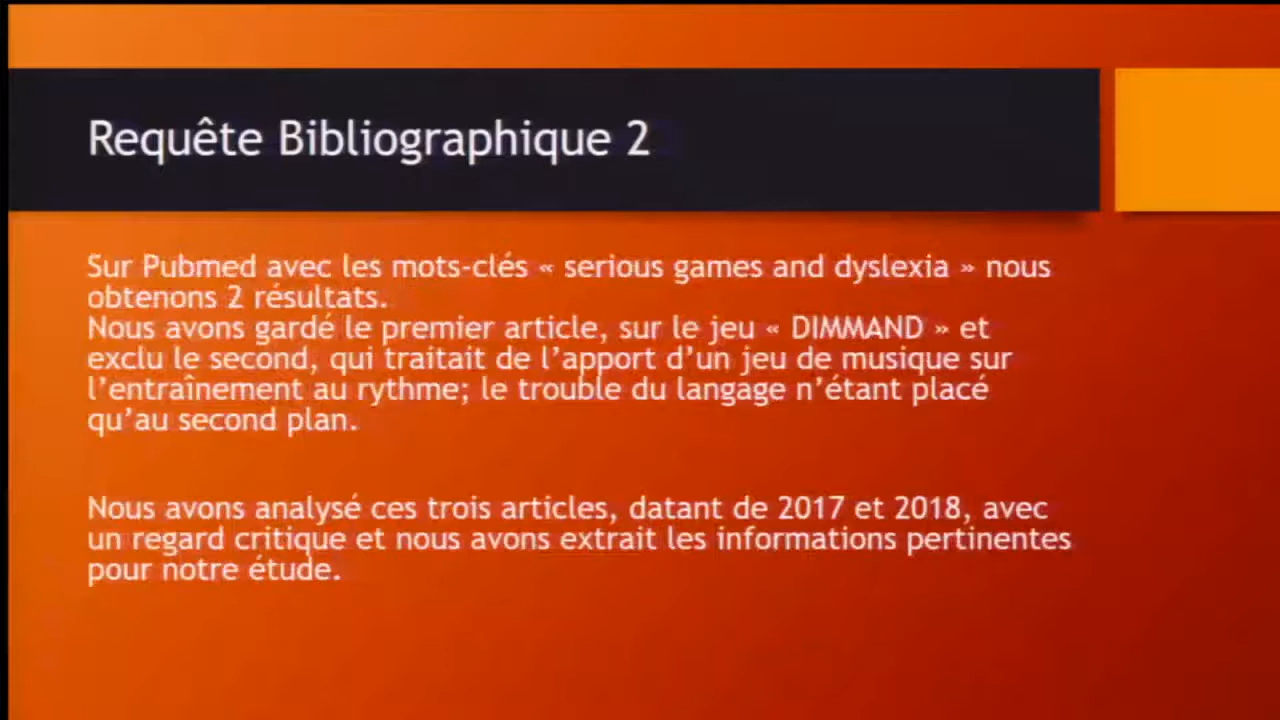 Requête Bibliographique 2
Sur Pubmed avec les mots-clés « serious games and dyslexia » nous
obtenons 2 résultats.
Nous avons gardé le premier article, sur le jeu « DIMMAND » et
exclu le second, qui traitait de l’apport d’un jeu de musique sur
l’entraînement au rythme; le trouble du langage n’étant placé
qu’au second plan.
Nous avons analysé ces trois articles, datant de 2017 et 2018, avec
un regard critique et nous avons extrait les informations pertinentes
pour notre étude.